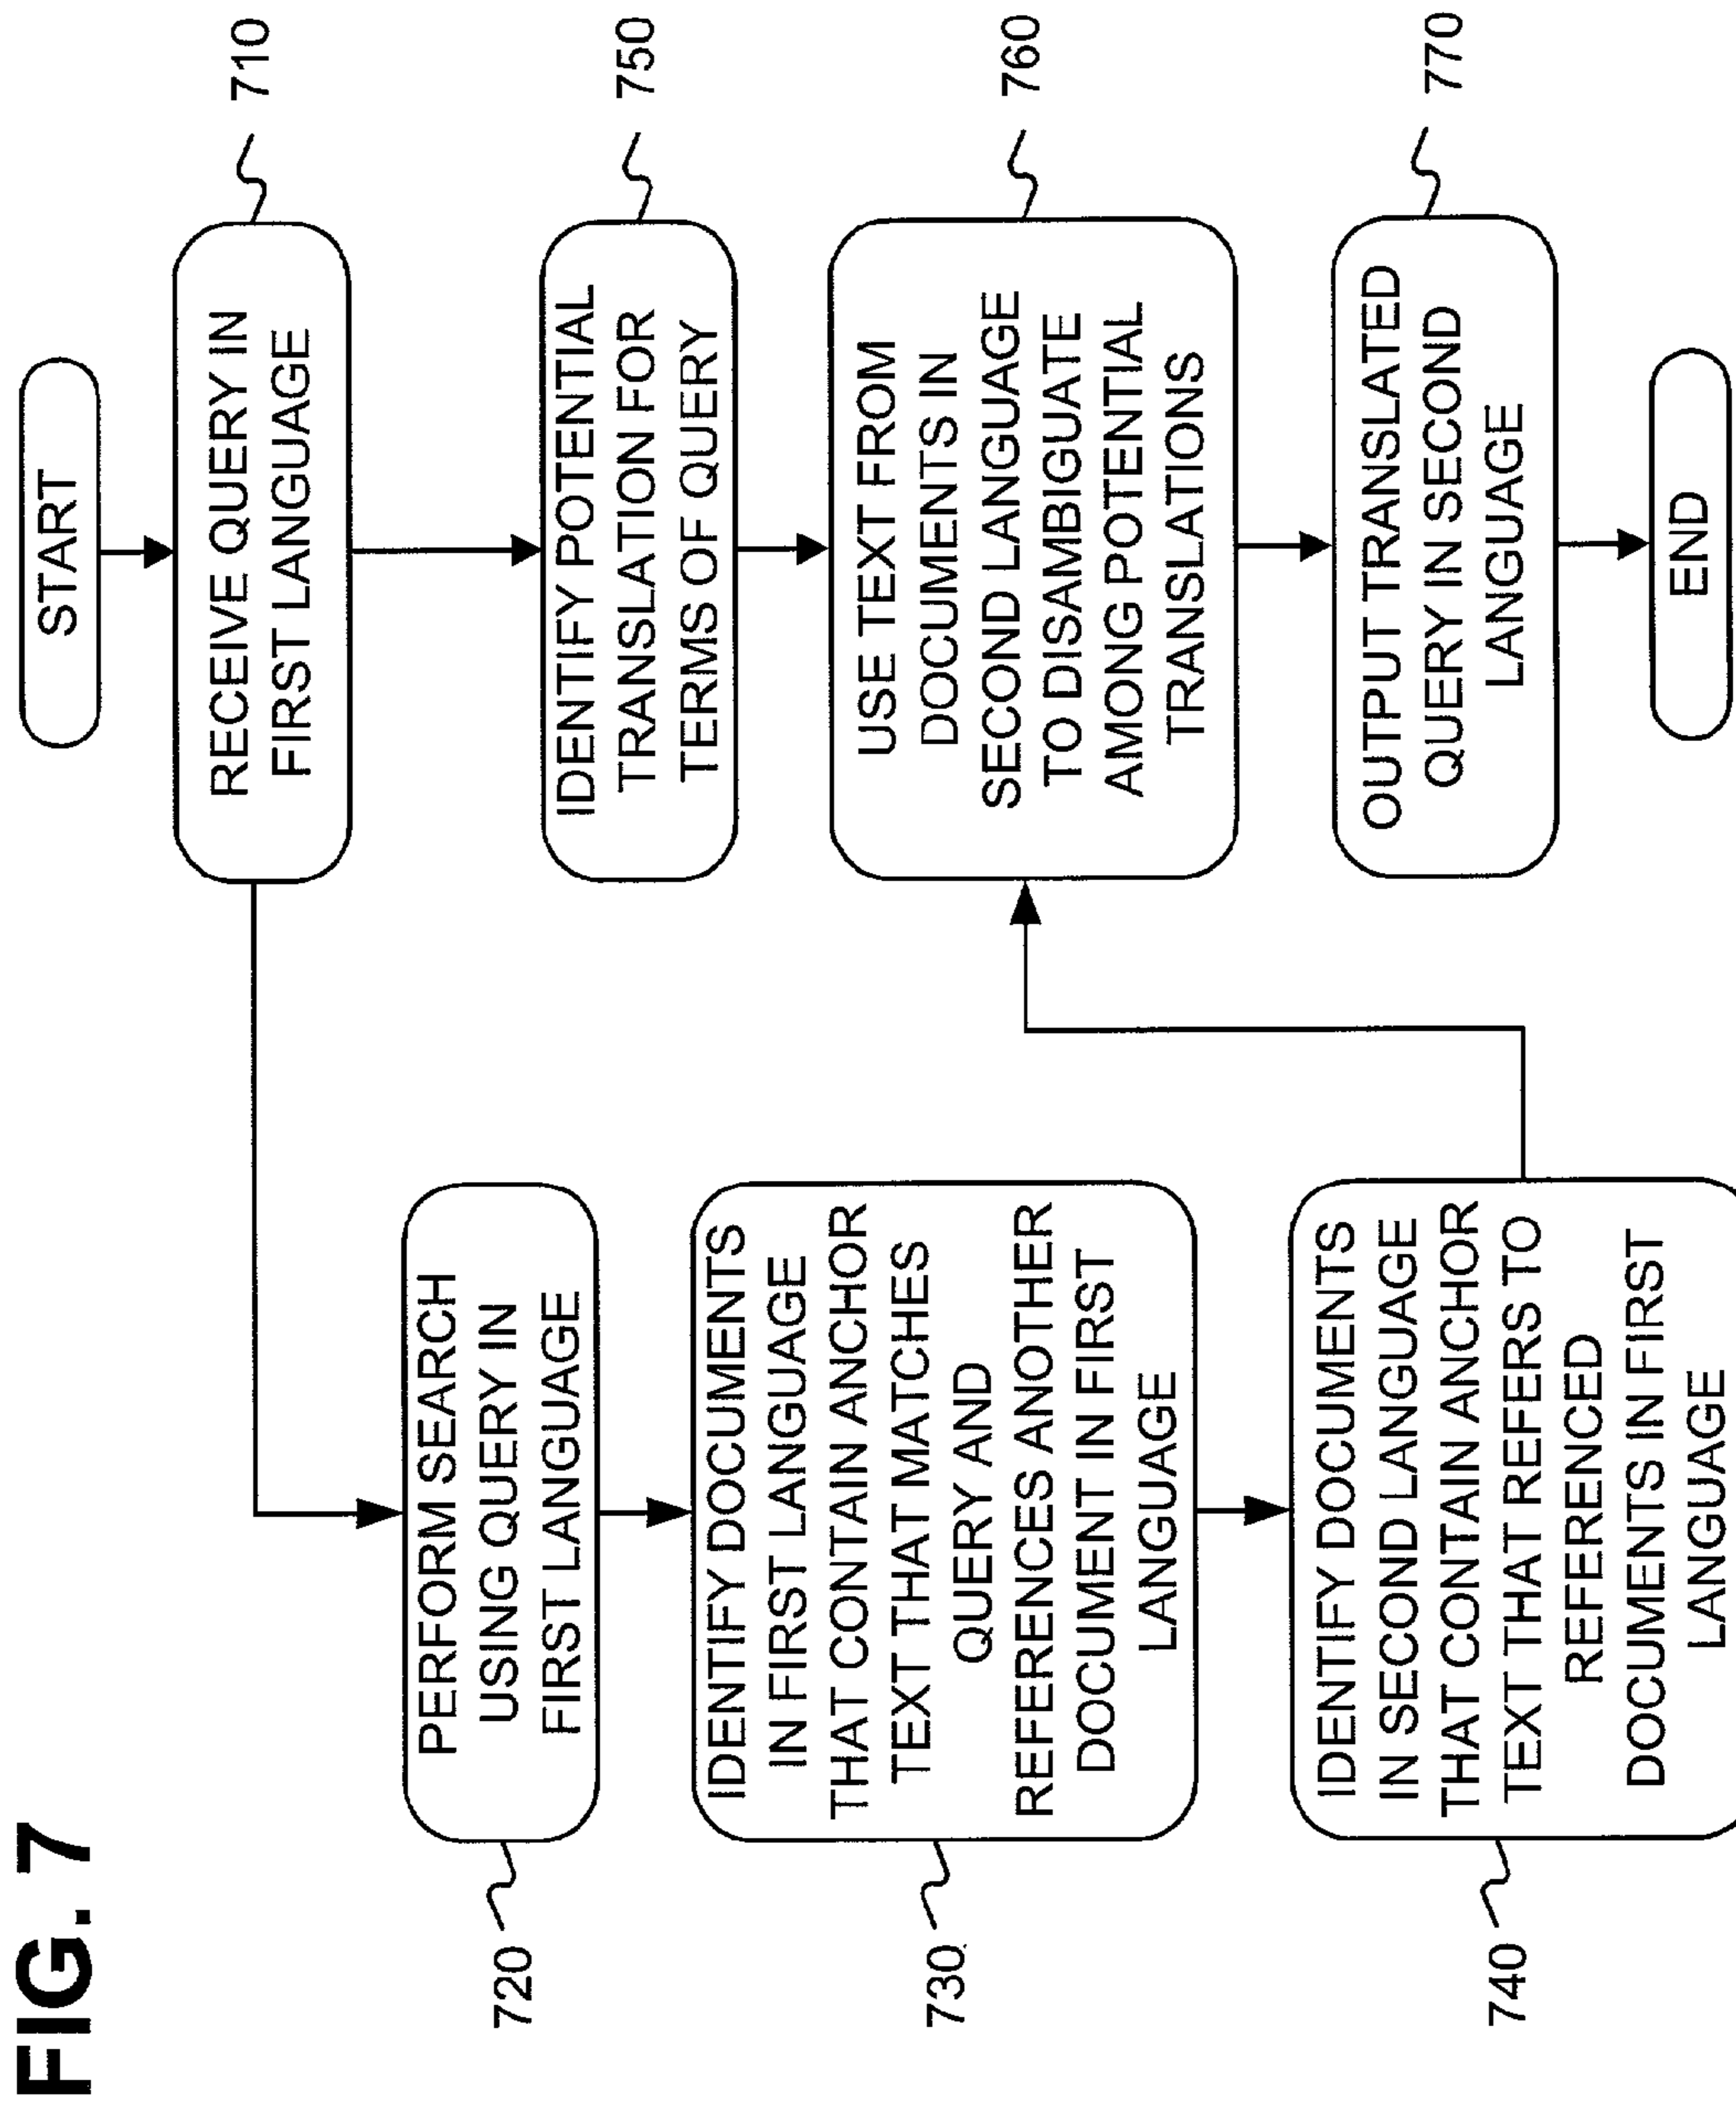 FIG. 7
START
RECEIVE QUERY IN
FIRST LANGUAGE
710
PERFORM SEARCH
USING QUERY IN
FIRST LANGUAGE
720
IDENTIFY DOCUMENTS
IN FIRST LANGUAGE
THAT CONTAIN ANCHOR
TEXT THAT MATCHES
QUERY AND
REFERENCES ANOTHER
DOCUMENT IN FIRST
LANGUAGE
730
IDENTIFY DOCUMENTS
IN SECOND LANGUAGE
THAT CONTAIN ANCHOR
TEXT THAT REFERS TO
REFERENCED
DOCUMENTS IN FIRST
LANGUAGE
740
IDENTIFY POTENTIAL
TRANSLATION FOR
TERMS OF QUERY
750
USE TEXT FROM
DOCUMENTS IN
SECOND LANGUAGE
TO DISAMBIGUATE
AMONG POTENTIAL
TRANSLATIONS
760
OUTPUT TRANSLATED
QUERY IN SECOND
LANGUAGE
770
END